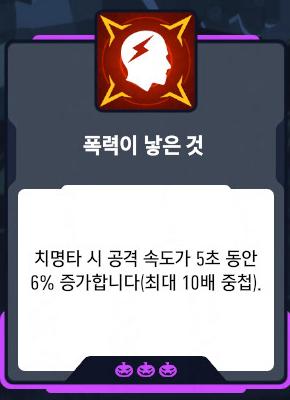 폭력이 낳은 것
치명타 시 공격 속도가 5초 동안
6% 증가합니다(최대 10배 중첩).